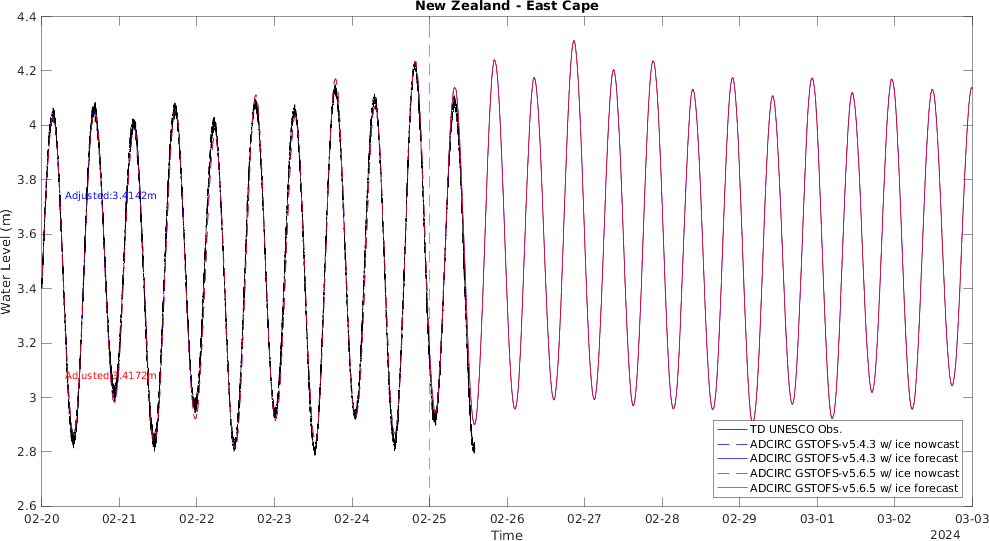 New Zealand - East Cape
4.4
4.2
4
3.8
3.6
3.4
3.2
3
2.8
2.6
Water Level (m)
Adjusted:3.4142m
Adjusted:3.4172m
TD UNESCO Obs.
ADCIRC GSTOFS-v5.4.3 w/ ice nowcast
ADCIRC GSTOFS-v5.4.3 w/ ice forecast
ADCIRC GSTOFS-v5.6.5 w/ ice nowcast
ADCIRC GSTOFS-v5.6.5 w/ ice forecast
02-20 02-21 02-22 02-23 02-24 02-25 02-26 02-27 02-28 02-29 03-01 03-02 03-03
Time
2024